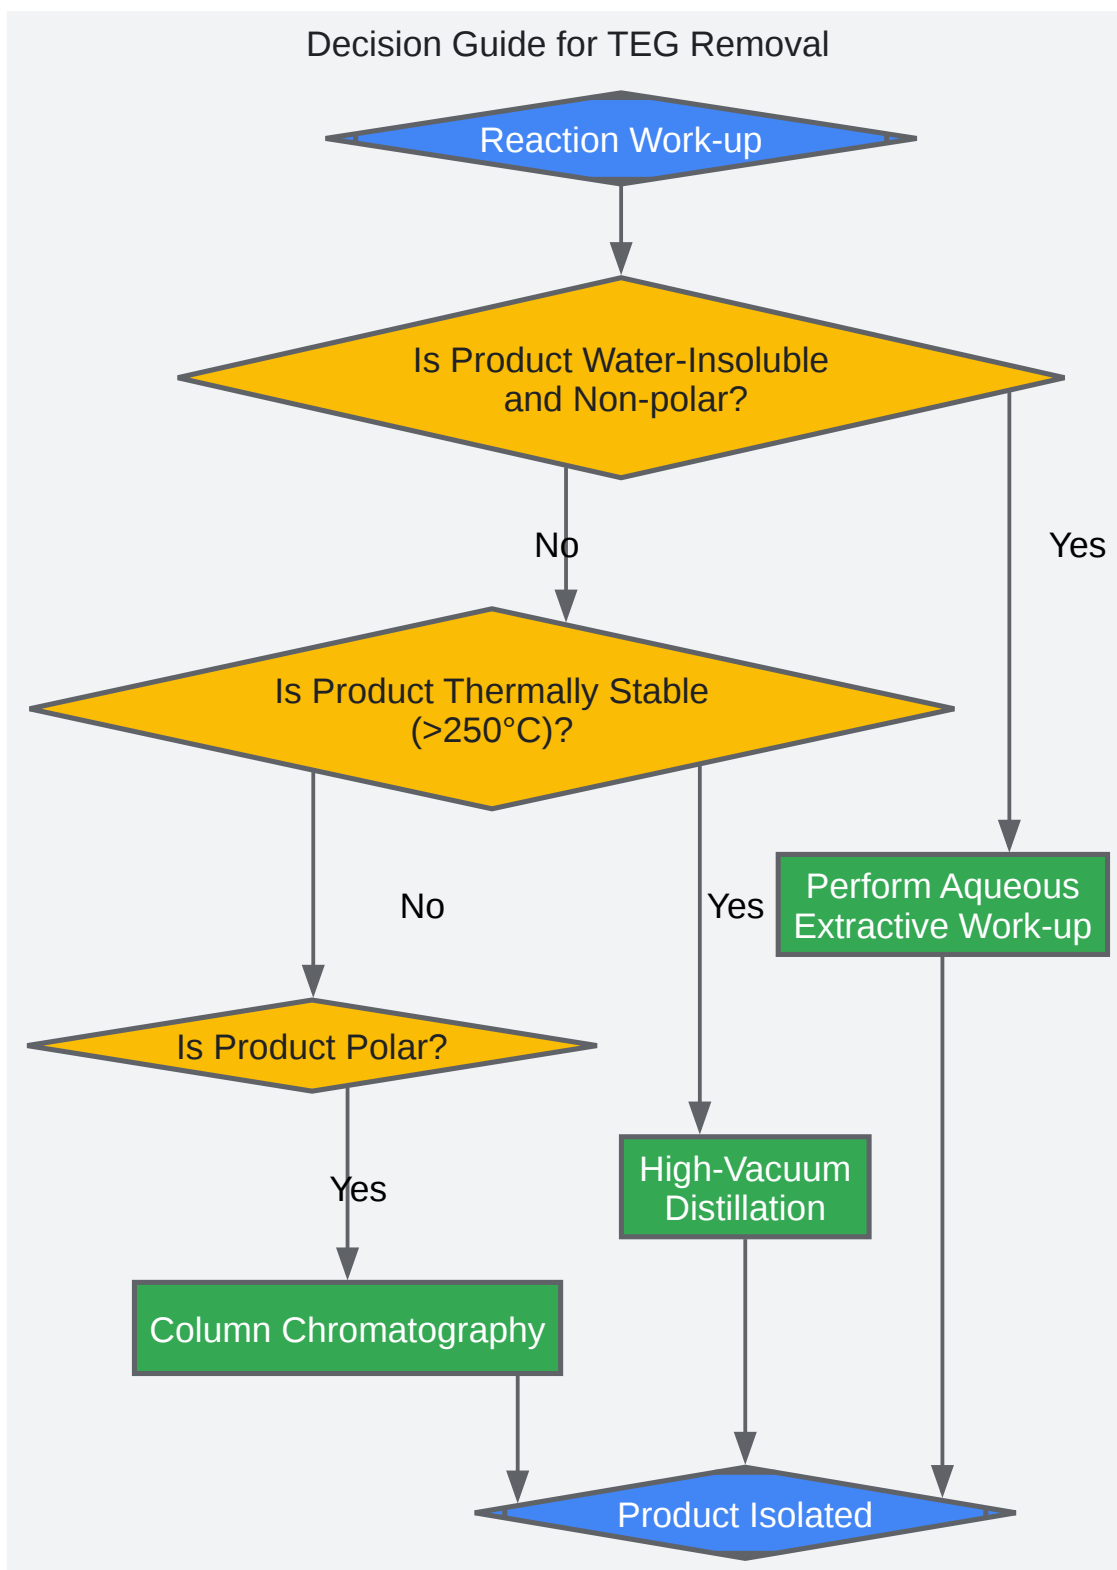 Decision Guide for TEG Removal
Reaction Work-up
Is Product Water-Insoluble
and Non-polar?
No
Yes
Is Product Thermally Stable
(>250°C)?
No
Yes
Perform Aqueous
Extractive Work-up
Is Product Polar?
High-Vacuum
Distillation
Yes
Column Chromatography
Product Isolated